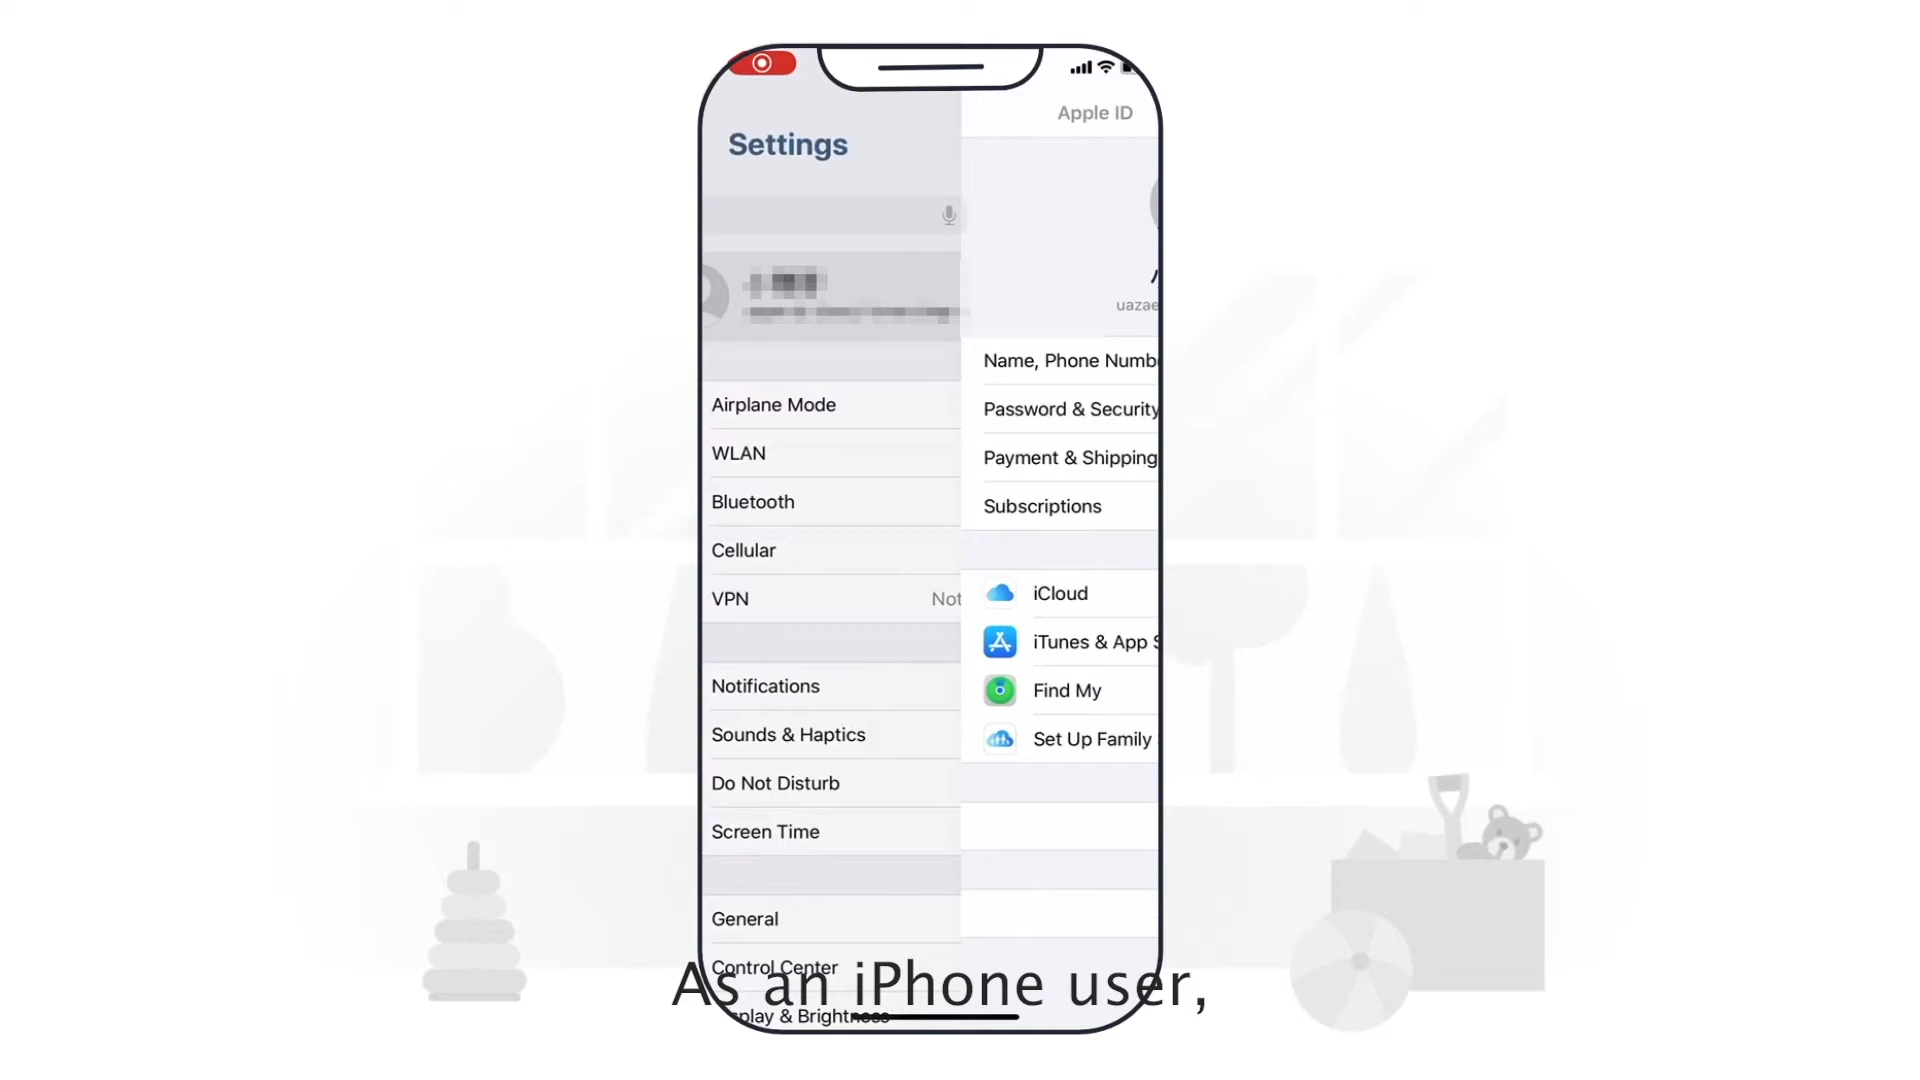 Settings
Airplane Mode
WLAN
Bluetooth
Cellular
VPN
Not
Notifications
Sounds & Haptics
Do Not Disturb
Screen Time
General
Control Center
splay & Brightness
Apple ID
uazae
Name, Phone Numb
Password & Security
Payment & Shipping
Subscriptions
iCloud
iTunes & App S
Find My
Set Up Family
As an iPhone user,